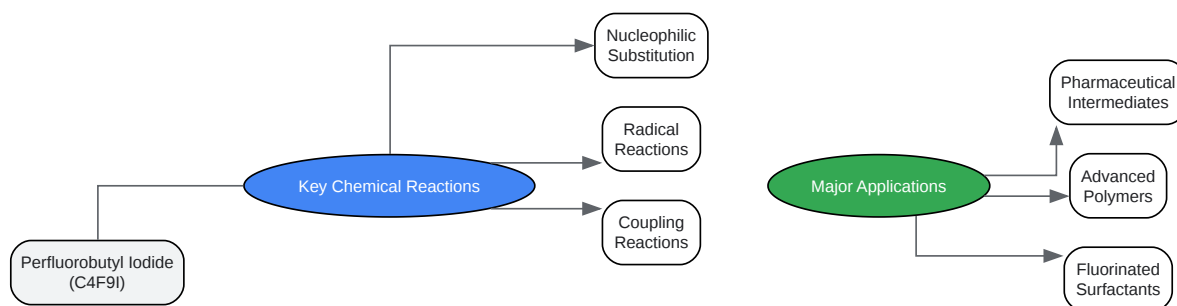 Nucleophilic
Substitution
Radical
Reactions
Key Chemical Reactions
Coupling
Reactions
Perfluorobutyl Iodide
(C4F9I)
Pharmaceutical
Intermediates
Major Applications
Advanced
Polymers
Fluorinated
Surfactants